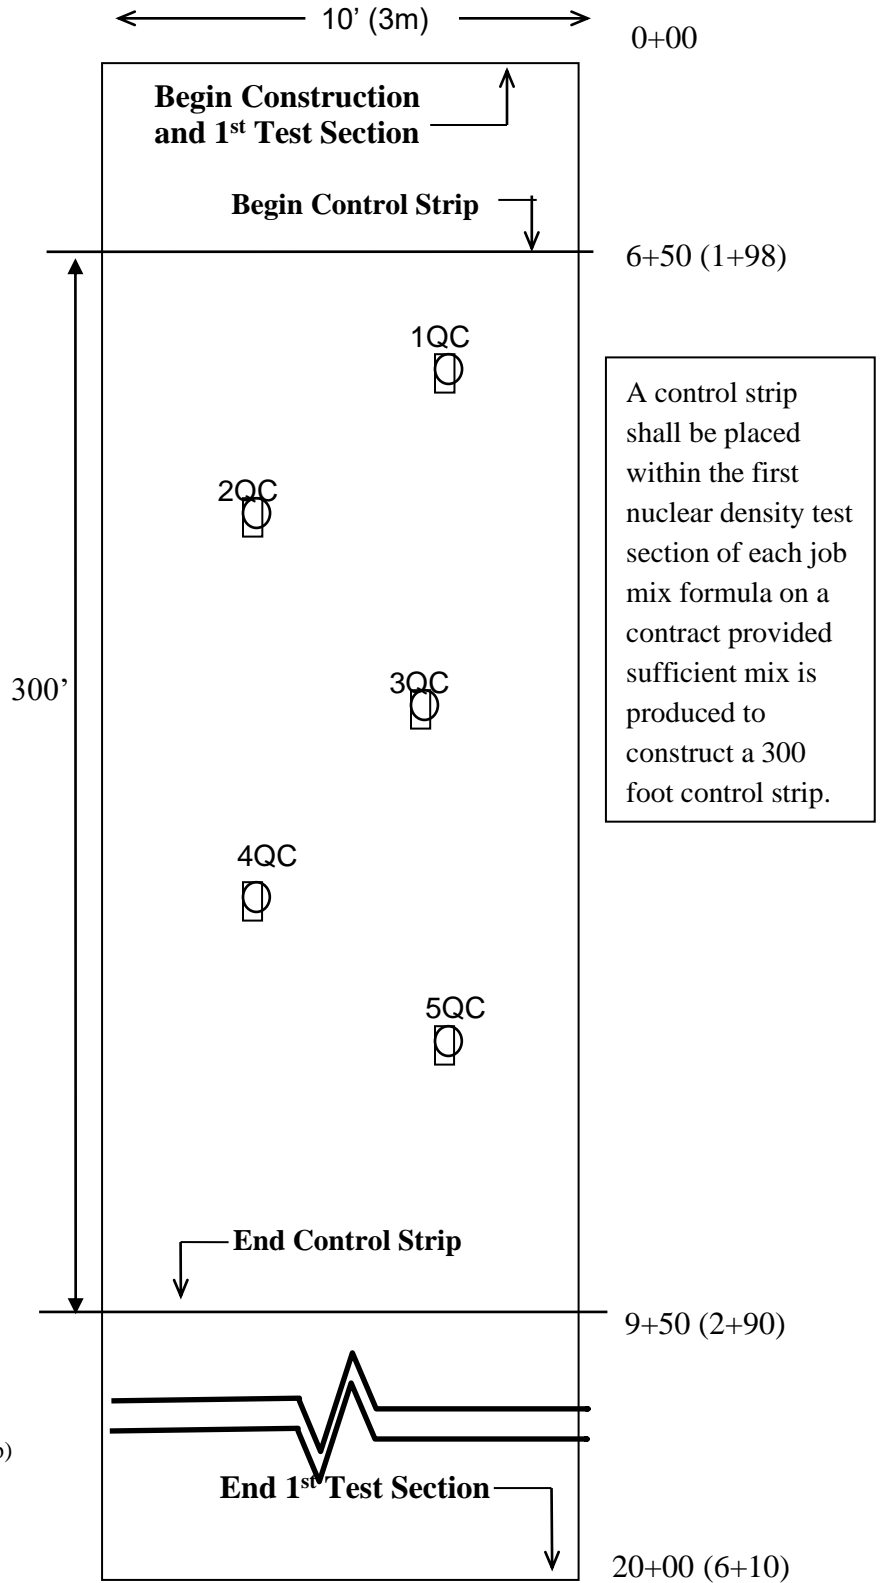 10’ (3m)
0+00
Begin Construction
and 1st Test Section
Begin Control Strip
6+50 (1+98)
1QC
A control strip
shall be placed
within the first
nuclear density test
section of each job
mix formula on a
contract provided
sufficient mix is
produced to
construct a 300
foot control strip.
2QC
300’
3QC
4QC
5QC
End Control Strip
9+50 (2+90)
End 1st Test Section
20+00 (6+10)